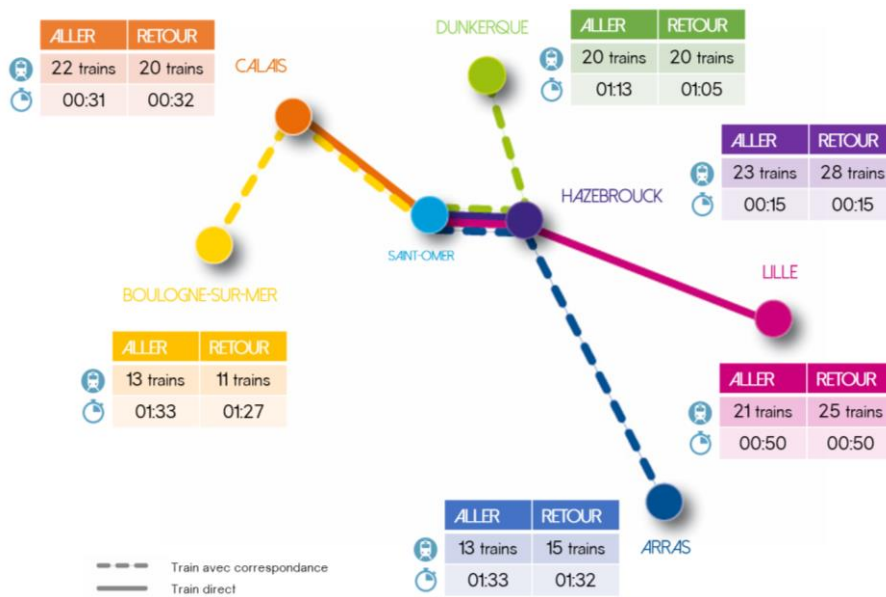 ALLER RETOUR
22 trains 20 trains
00:31 00:32
CALAIS
DUNKERQUE
ALLER RETOUR
20 trains 20 trains
01:13 01:05
ALLER RETOUR
23 trains 28 trains
00:15 00:15
HAZEBROUCK
SAINT-OMER
LILLE
BOULOGNE-SUR-MER
ALLER RETOUR
13 trains 11 trains
01:33 01:27
ALLER RETOUR
21 trains 25 trains
00:50 00:50
ALLER RETOUR
13 trains 15 trains
01:33 01:32
ARRAS
Train avec correspondance
Train direct